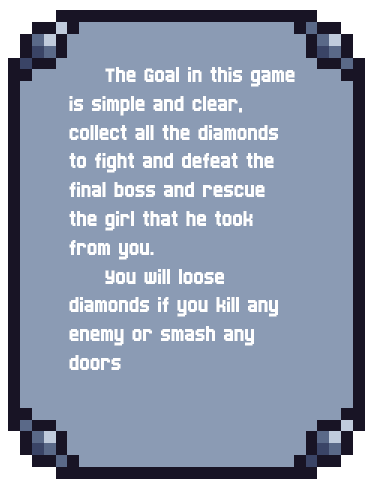 The Goal in this game
is simple and clear,
collect all the diamonds
to fight and defeat the
final boss and rescue
the girl that he took
from you.
You will loose
diamonds if you kill any
enemy or smash any
doors